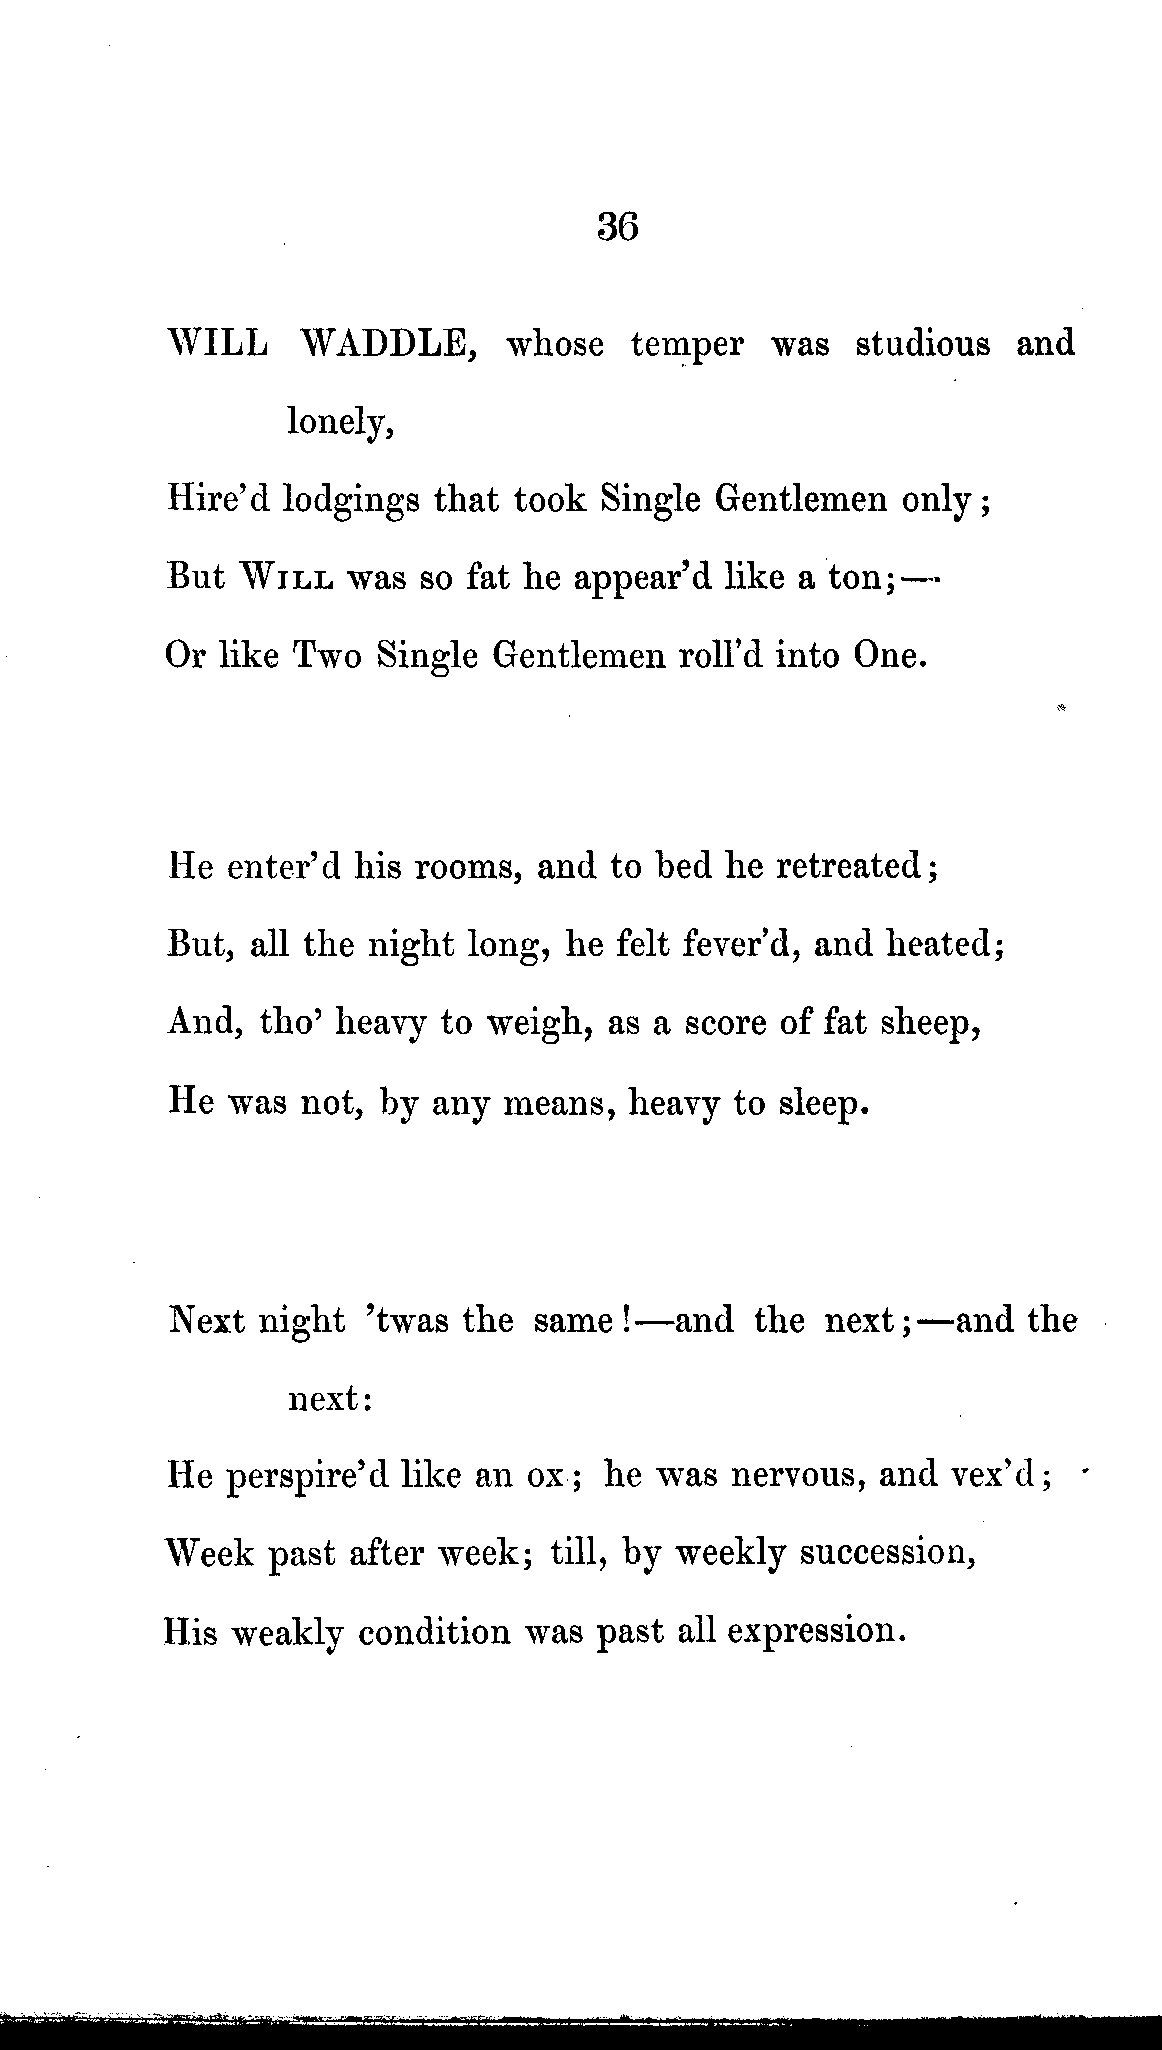 36
WILL WADDLE, whose temper was studious and
lonely,
Hire'd lodgings that took Single Gentlemen only;
But WILL was so fat he appear'd like a ton;—
Or like Two Single Gentlemen roll'd into One.
He enter'd his rooms, and to bed he retreated;
But, all the night long, he felt fever'd, and heated;
And, tho' heavy to weigh, as a score of fat sheep,
He was not, by any means, heavy to sleep.
Next night 'twas the same!—and the next;—and the
next:
He perspire'd like an ox; he was nervous, and vex'd;
Week past after week; till, by weekly succession,
His weakly condition was past all expression.